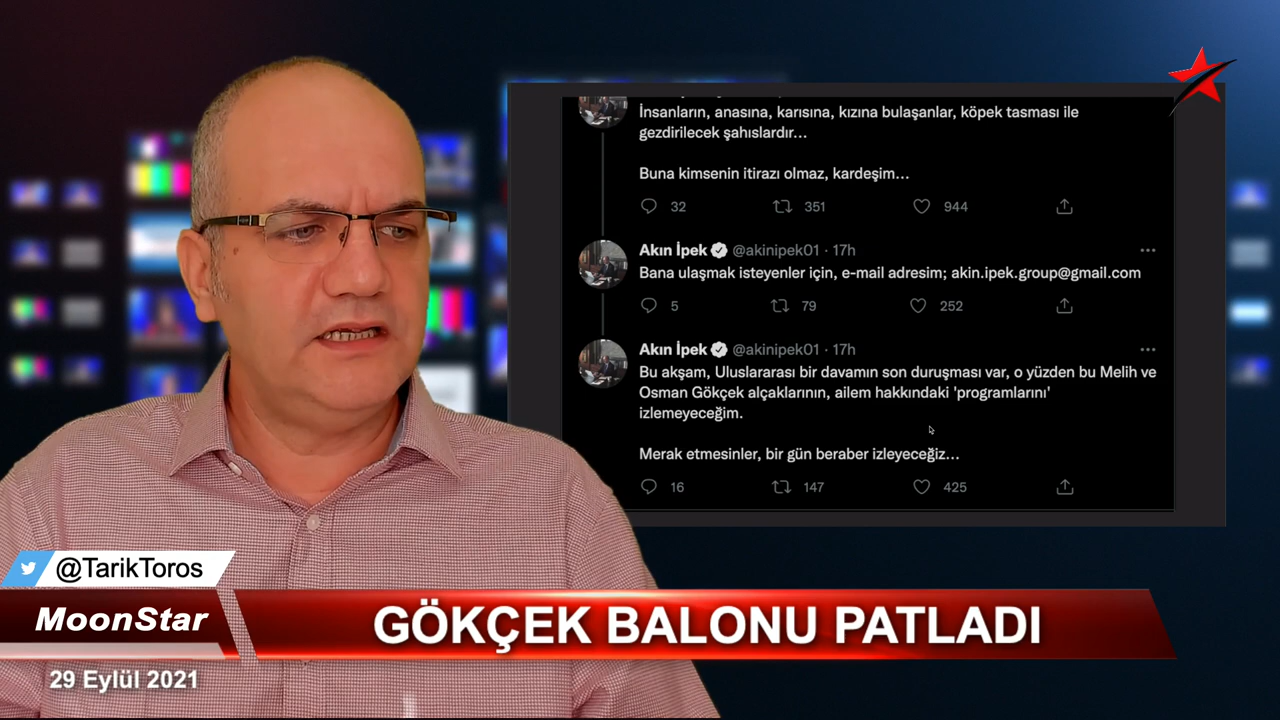 İnsanların, anasına, karısına, kızına bulaşanlar, köpek tasması ile
gezdirilecek şahıslardır...
Buna kimsenin itirazı olmaz, kardeşim...
32 351 944
Akın İpek @akinipek01 · 17h
Bana ulaşmak isteyenler için, e-mail adresim; akin.ipek.group@gmail.com
5 79 252
Akın İpek @akinipek01 · 17h
Bu akşam, Uluslararası bir davamın son duruşması var, o yüzden bu Melih ve
Osman Gökçek alçaklarının, ailem hakkındaki 'programlarını'
izlemeyeceğim.
Merak etmesinler, bir gün beraber izleyeceğiz...
16 147 425
@TarikToros
MoonStar
GÖKÇEK BALONU PATLADI
29 Eylül 2021